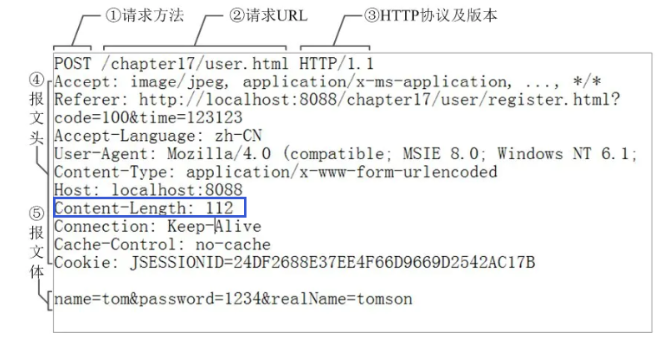 ①请求方法 ②请求URL ③HTTP协议及版本
POST /chapter17/user.html HTTP/1.1
④报文头
Accept: image/jpeg, application/x-ms-application, ..., */*
Referer: http://localhost:8088/chapter17/user/register.html?
code=100&time=123123
Accept-Language: zh-CN
User-Agent: Mozilla/4.0 (compatible; MSIE 8.0; Windows NT 6.1;
Content-Type: application/x-www-form-urlencoded
Host: localhost:8088
Content-Length: 112
Connection: Keep-Alive
Cache-Control: no-cache
Cookie: JSESSIONID=24DF2688E37EE4F66D9669D2542AC17B
⑤报文体
name=tom&password=1234&realName=tomson